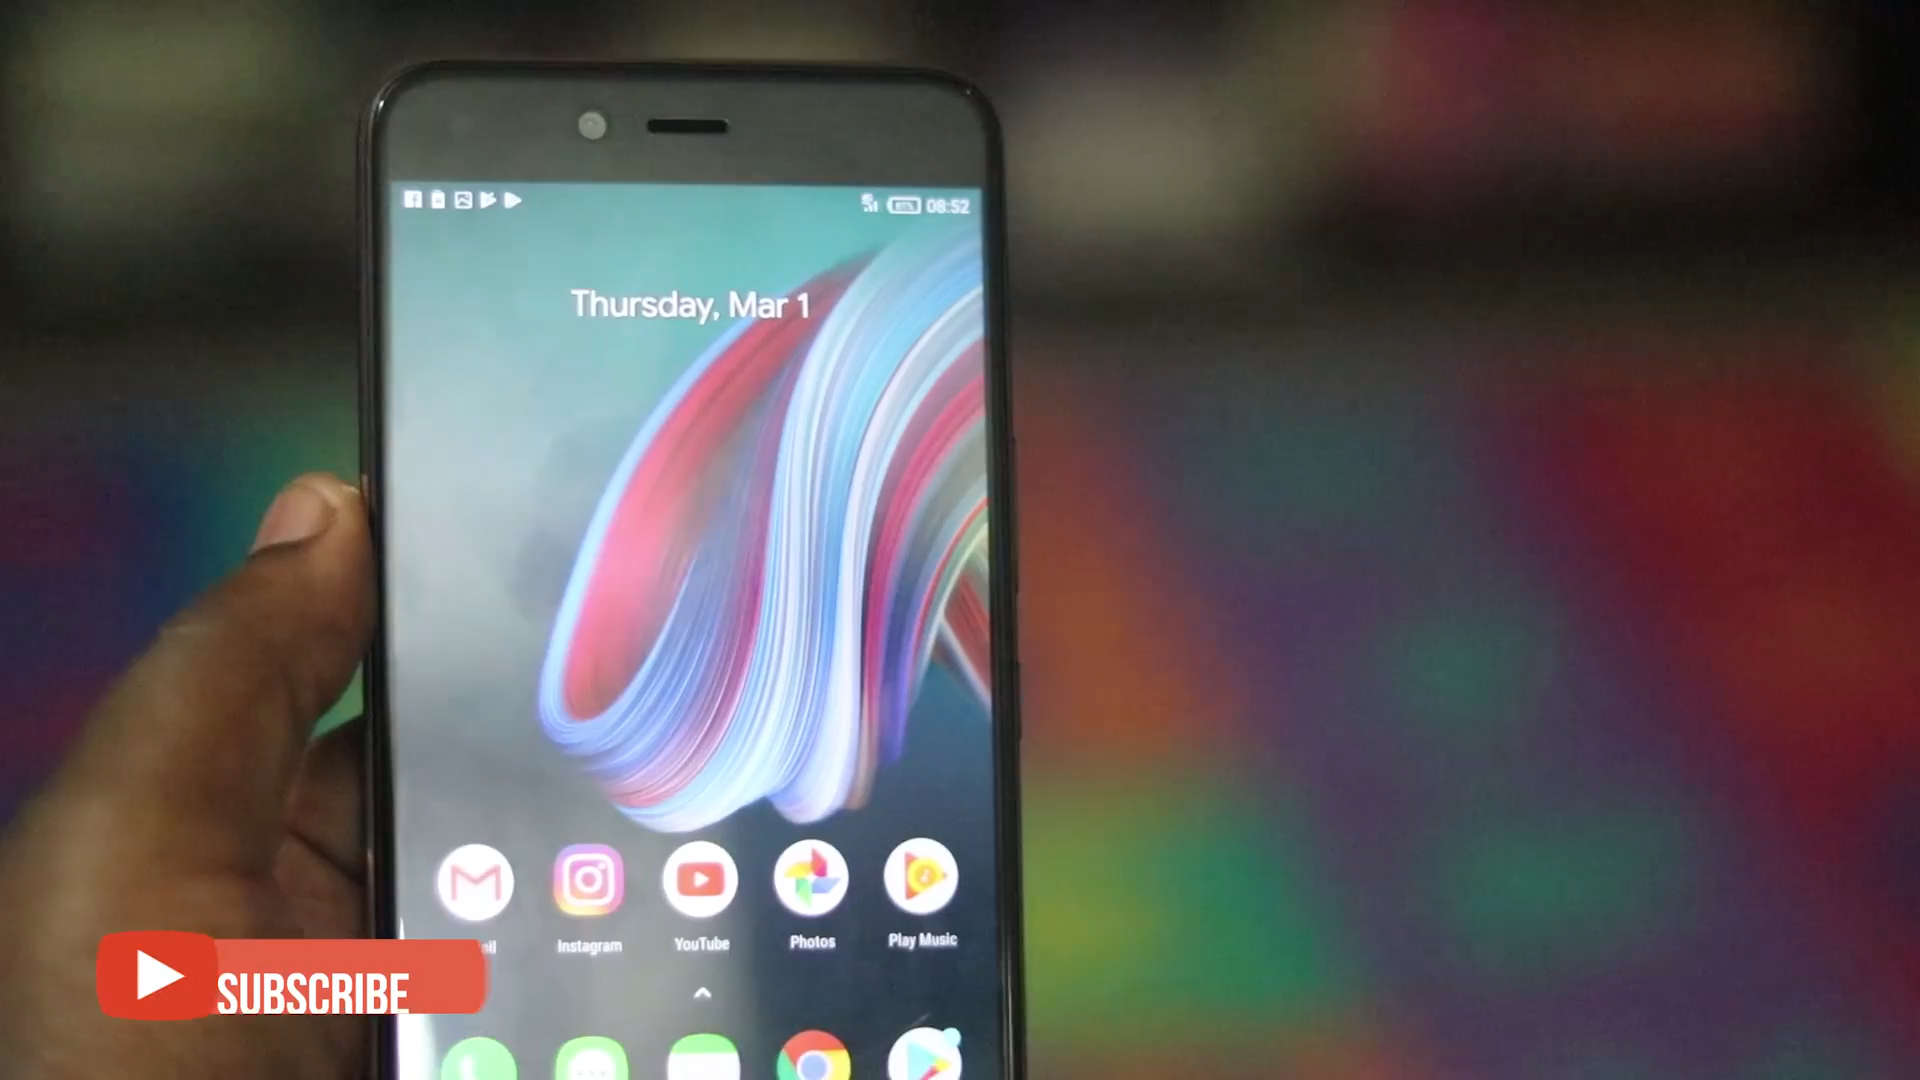 08:52
Thursday, Mar 1
Instagram
YouTube
Photos
Play Music
SUBSCRIBE